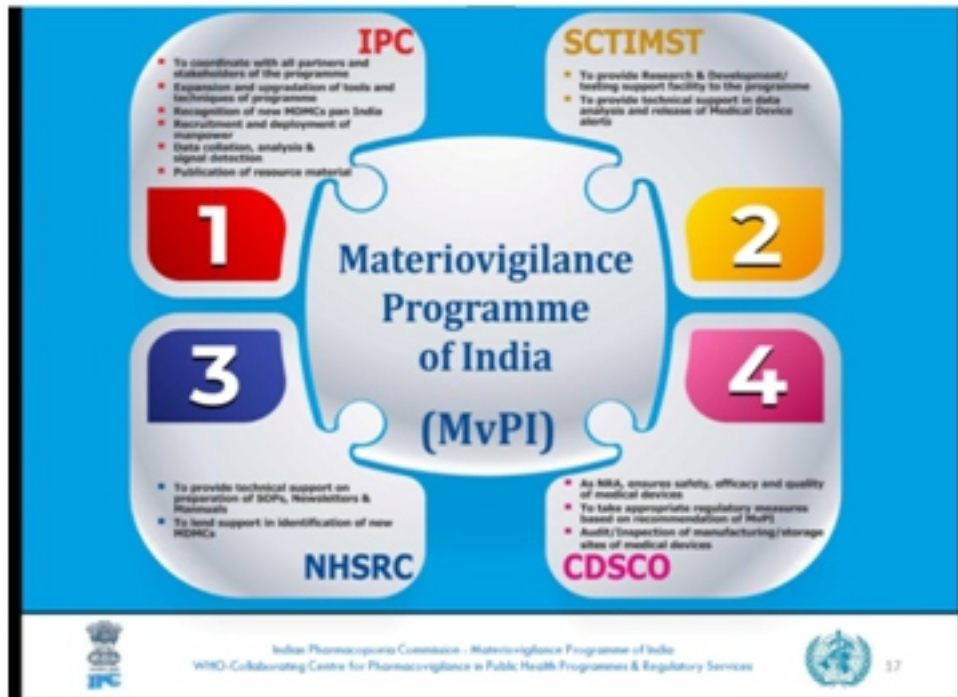 IPC
To coordinate with all partners and
stakeholders of the programme
Expansion and upgradation of tools and
techniques of programme
Recognition of new MDMCs pan India
Recruitment and deployment of
manpower
Data collation, analysis &
signal detection
Publication of resource material
1
SCTIMST
To provide Research & Development/
testing support facility to the programme
To provide technical support in data
analysis and release of Medical Device
alerts
2
Materiovigilance
Programme
of India
(MvPI)
3
To provide technical support on
preparation of SOPs, Newsletters &
Mannuals
To lend support in identification of new
MDMCs
NHSRC
4
As NRA, ensures safety, efficacy and quality
of medical devices
To take appropriate regulatory measures
based on recommendation of MvPI
Audit/Inspection of manufacturing/storage
sites of medical devices
CDSCO
IPC
Indian Pharmacopoeia Commission - Materiovigilance Programme of India
WHO-Collaborating Centre for Pharmacovigilance in Public Health Programmes & Regulatory Services
17